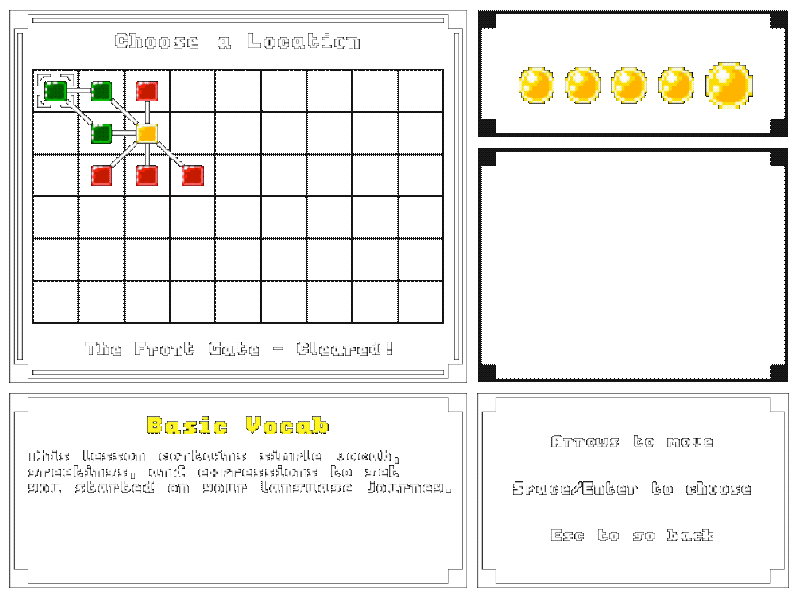 Choose a Location
The Front Gate - Cleared!
Basic Vocab
This lesson contains simple vocab,
greetings, and expressions to get
you started on your language journey.
Arrows to move
Space/Enter to choose
Esc to go back